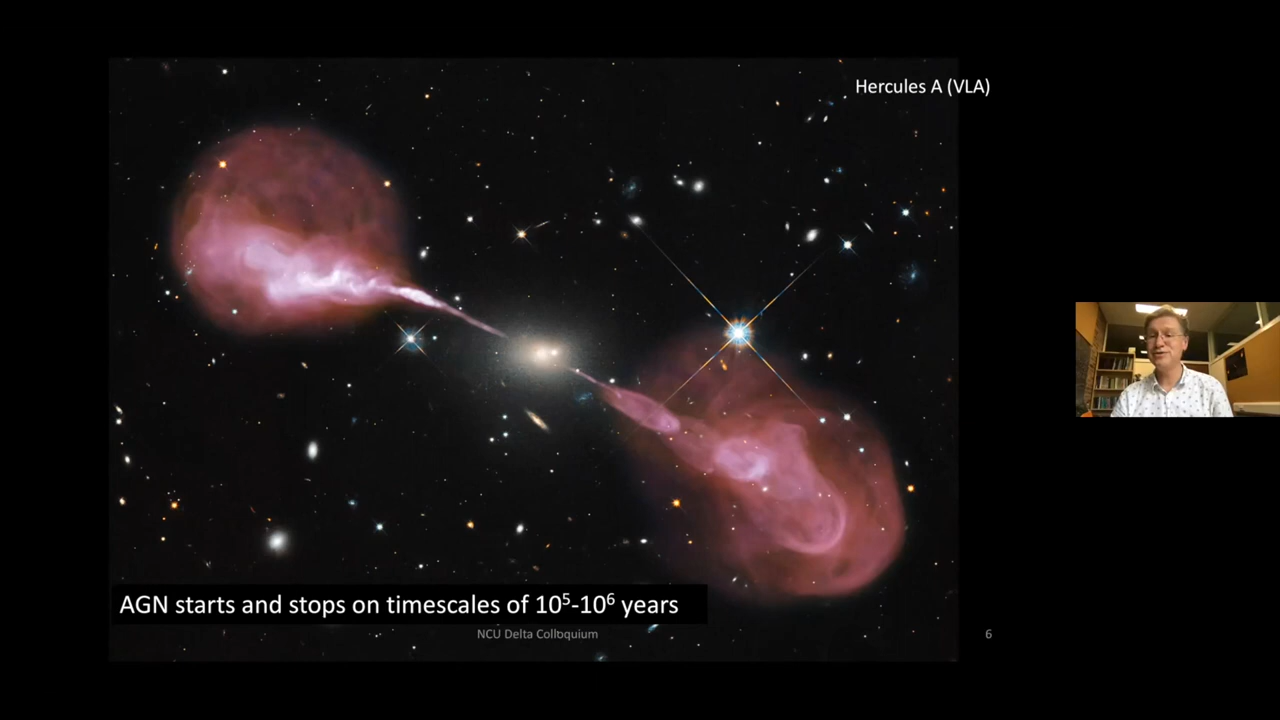 Hercules A (VLA)
AGN starts and stops on timescales of 10⁵-10⁶ years
NCU Delta Colloquium
6